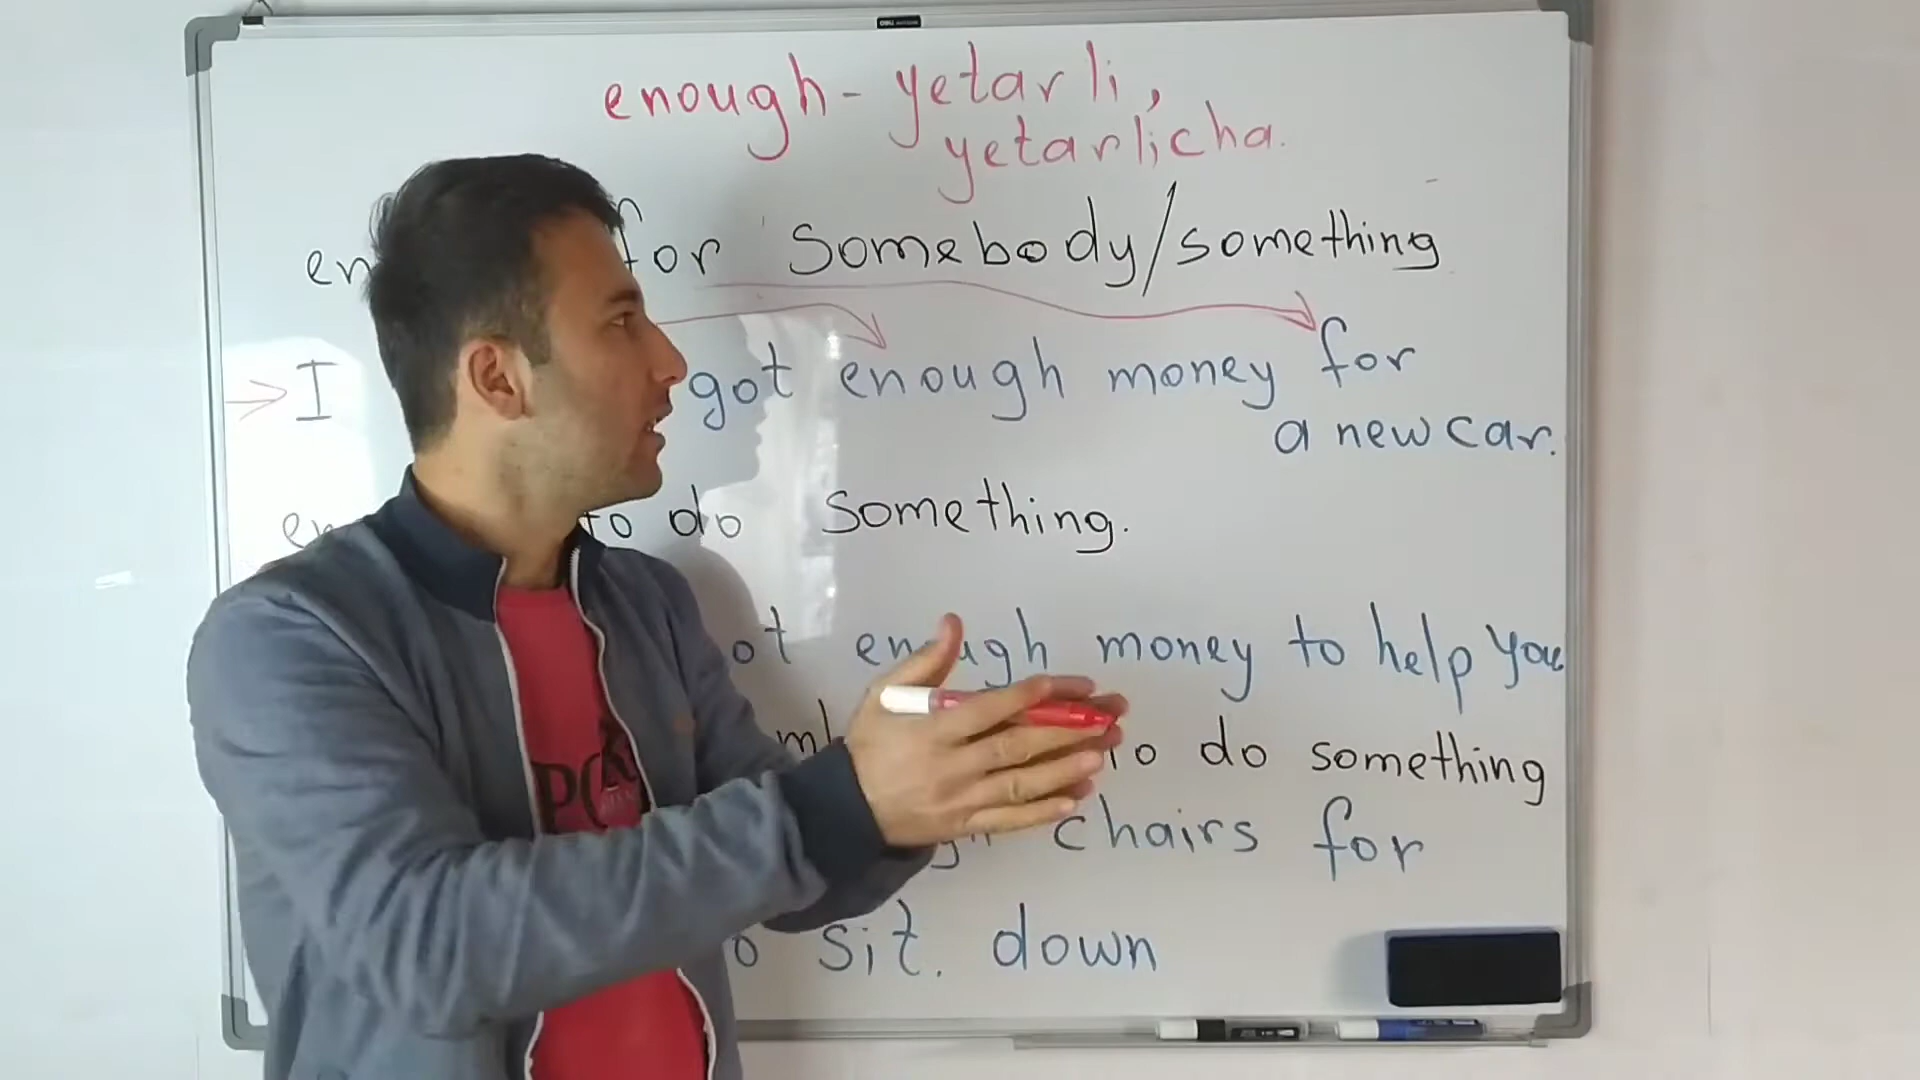 enough - yetarli,
yetarlicha.
for somebody/something
I got enough money for
a new car.
to do something.
enough money to help you
to do something
chairs for
sit. down